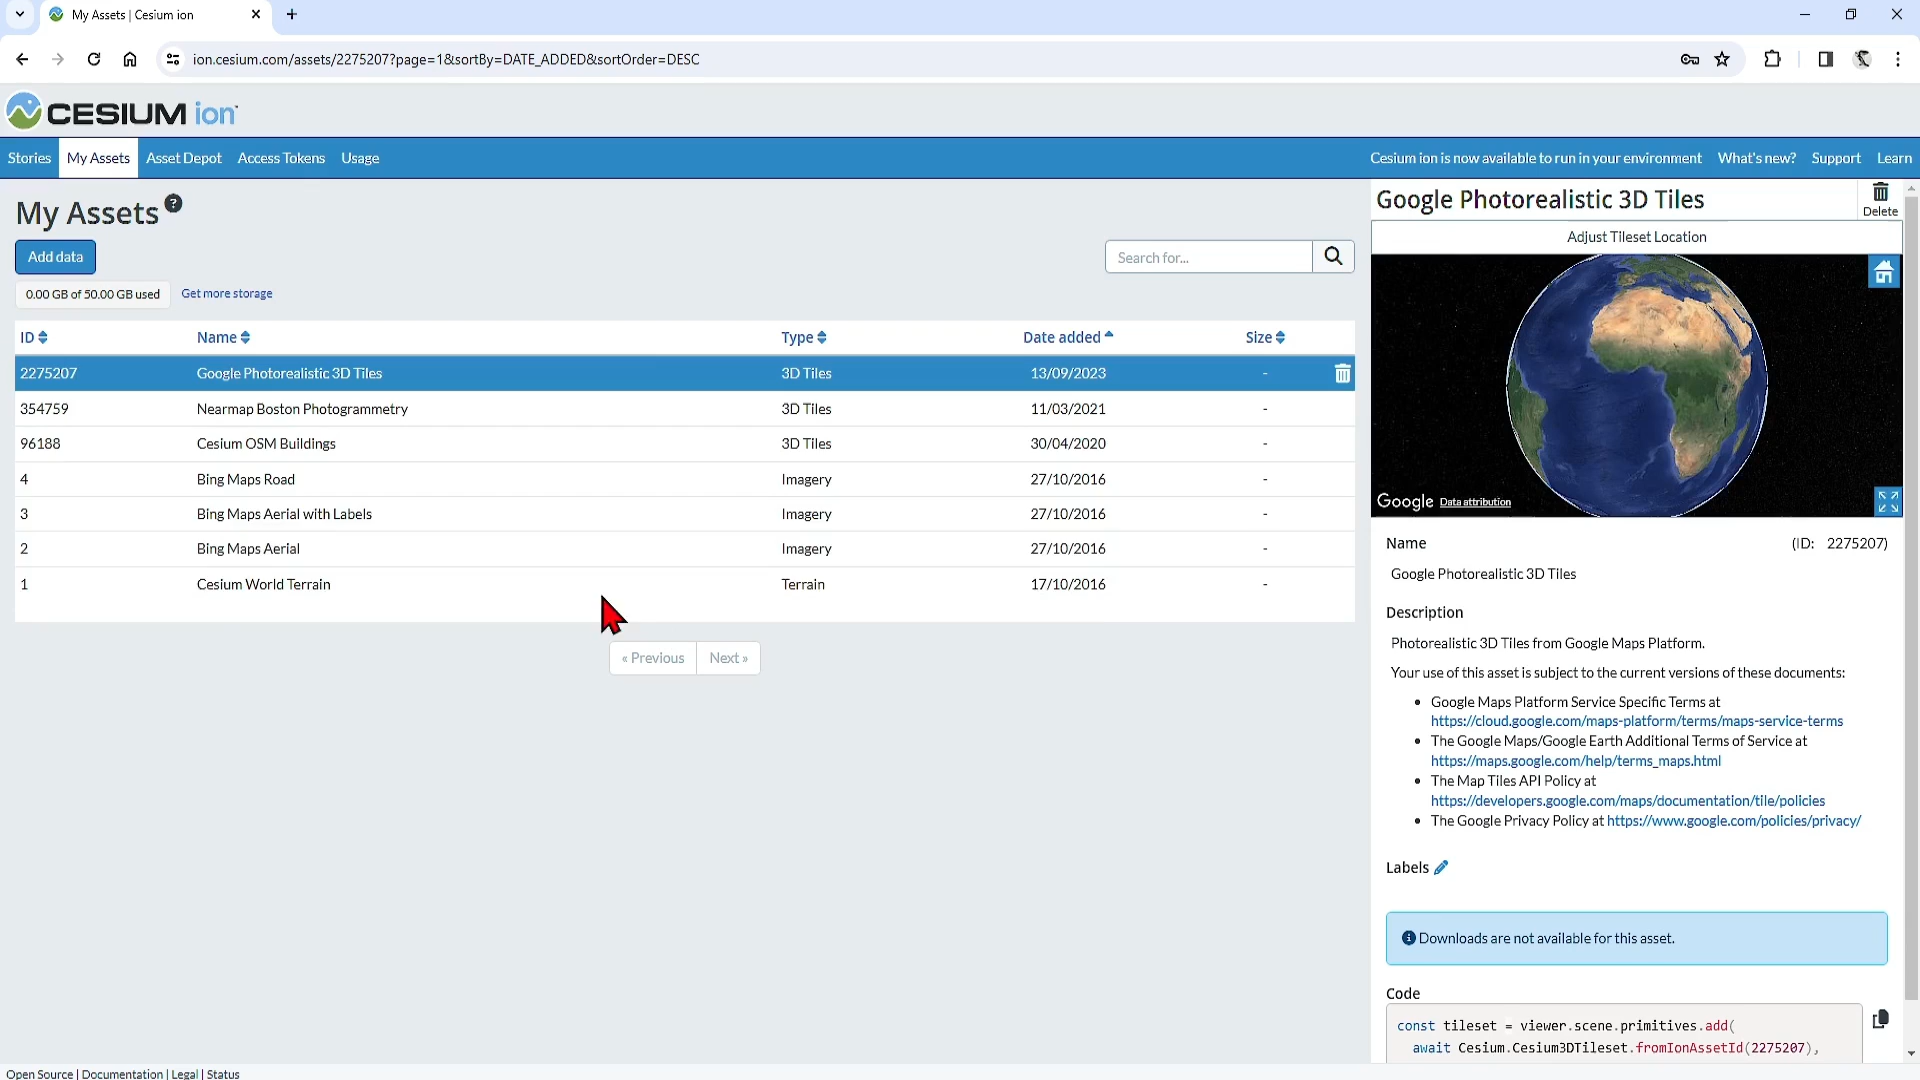 My Assets | Cesium ion
ion.cesium.com/assets/2275207?page=1&sortBy=DATE_ADDED&sortOrder=DESC
CESIUM ion
Stories My Assets Asset Depot Access Tokens Usage Cesium ion is now available to run in your environment What's new? Support Learn
My Assets ?
Add data
Search for...
0.00 GB of 50.00 GB used Get more storage
ID Name Type Date added Size
2275207 Google Photorealistic 3D Tiles 3D Tiles 13/09/2023 -
354759 Nearmap Boston Photogrammetry 3D Tiles 11/03/2021 -
96188 Cesium OSM Buildings 3D Tiles 30/04/2020 -
4 Bing Maps Road Imagery 27/10/2016 -
3 Bing Maps Aerial with Labels Imagery 27/10/2016 -
2 Bing Maps Aerial Imagery 27/10/2016 -
1 Cesium World Terrain Terrain 17/10/2016 -
« Previous Next »
Google Photorealistic 3D Tiles
Delete
Adjust Tileset Location
Google Data attribution
Name (ID: 2275207)
Google Photorealistic 3D Tiles
Description
Photorealistic 3D Tiles from Google Maps Platform.
Your use of this asset is subject to the current versions of these documents:
• Google Maps Platform Service Specific Terms at
https://cloud.google.com/maps-platform/terms/maps-service-terms
• The Google Maps/Google Earth Additional Terms of Service at
https://maps.google.com/help/terms_maps.html
• The Map Tiles API Policy at
https://developers.google.com/maps/documentation/tile/policies
• The Google Privacy Policy at https://www.google.com/policies/privacy/
Labels
Downloads are not available for this asset.
Code
const tileset = viewer.scene.primitives.add(
await Cesium.Cesium3DTileset.fromIonAssetId(2275207),
Open Source | Documentation | Legal | Status